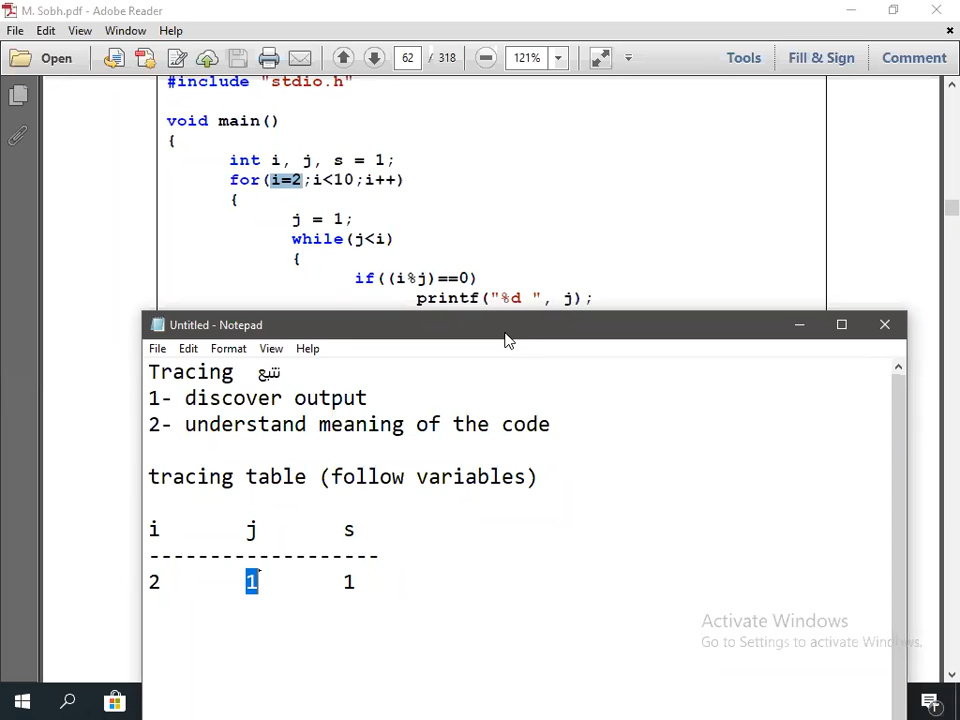 M. Sobh.pdf - Adobe Reader
File Edit View Window Help
Open 62 / 318 121% Tools Fill & Sign Comment
#include "stdio.h"
void main()
{
int i, j, s = 1;
for(i=2;i<10;i++)
{
j = 1;
while(j<i)
{
if((i%j)==0)
printf("%d ", j);
Untitled - Notepad
File Edit Format View Help
Tracing تتبع
1- discover output
2- understand meaning of the code
tracing table (follow variables)
i j s
-------------------
2 1 1
Activate Windows
Go to Settings to activate Windows.